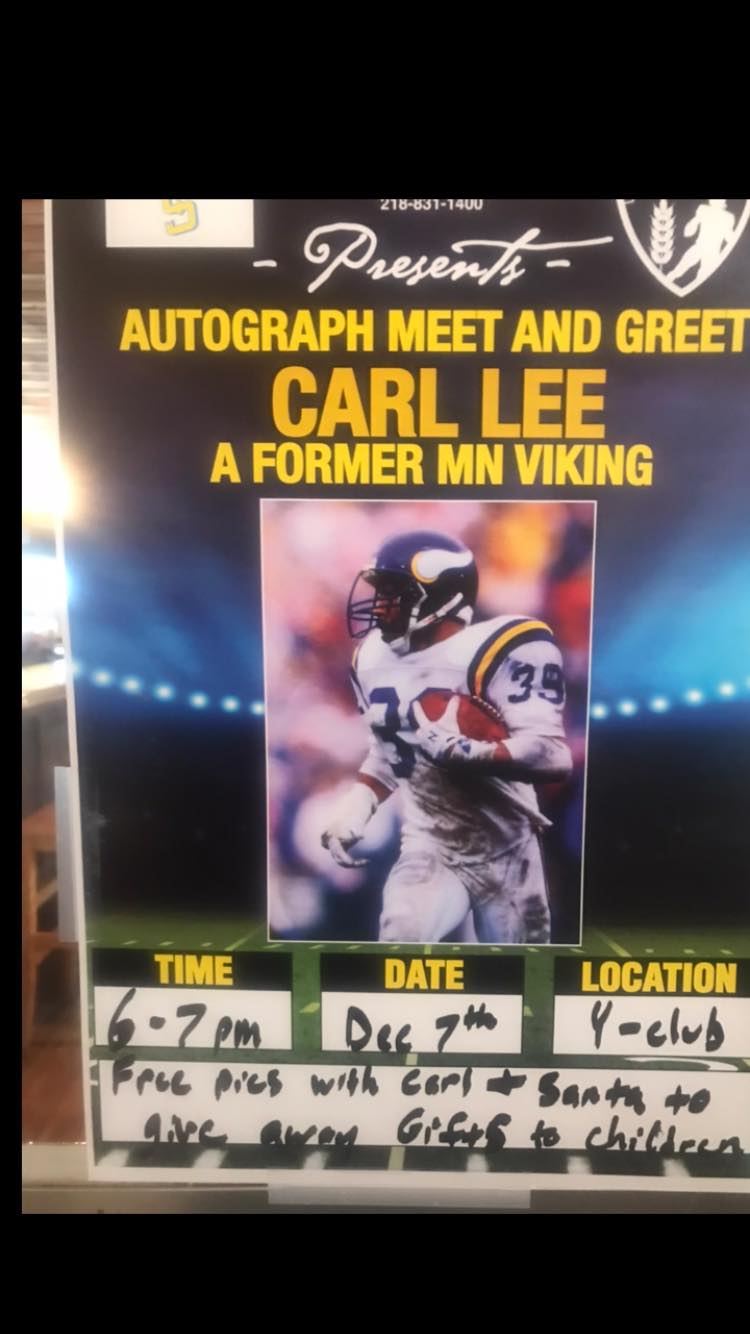 S
218-831-1400
- Presents -
AUTOGRAPH MEET AND GREET
CARL LEE
A FORMER MN VIKING
39
39
TIME DATE LOCATION
6-7pm Dec 7th Y-club
Free pics with Carl + Santa to
give away Gifts to children